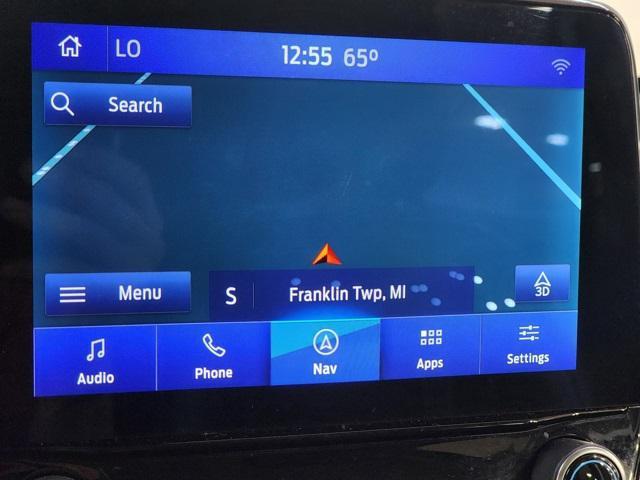 LO 12:55 65°
Search
3D
Menu S Franklin Twp, MI
Audio Phone Nav Apps Settings